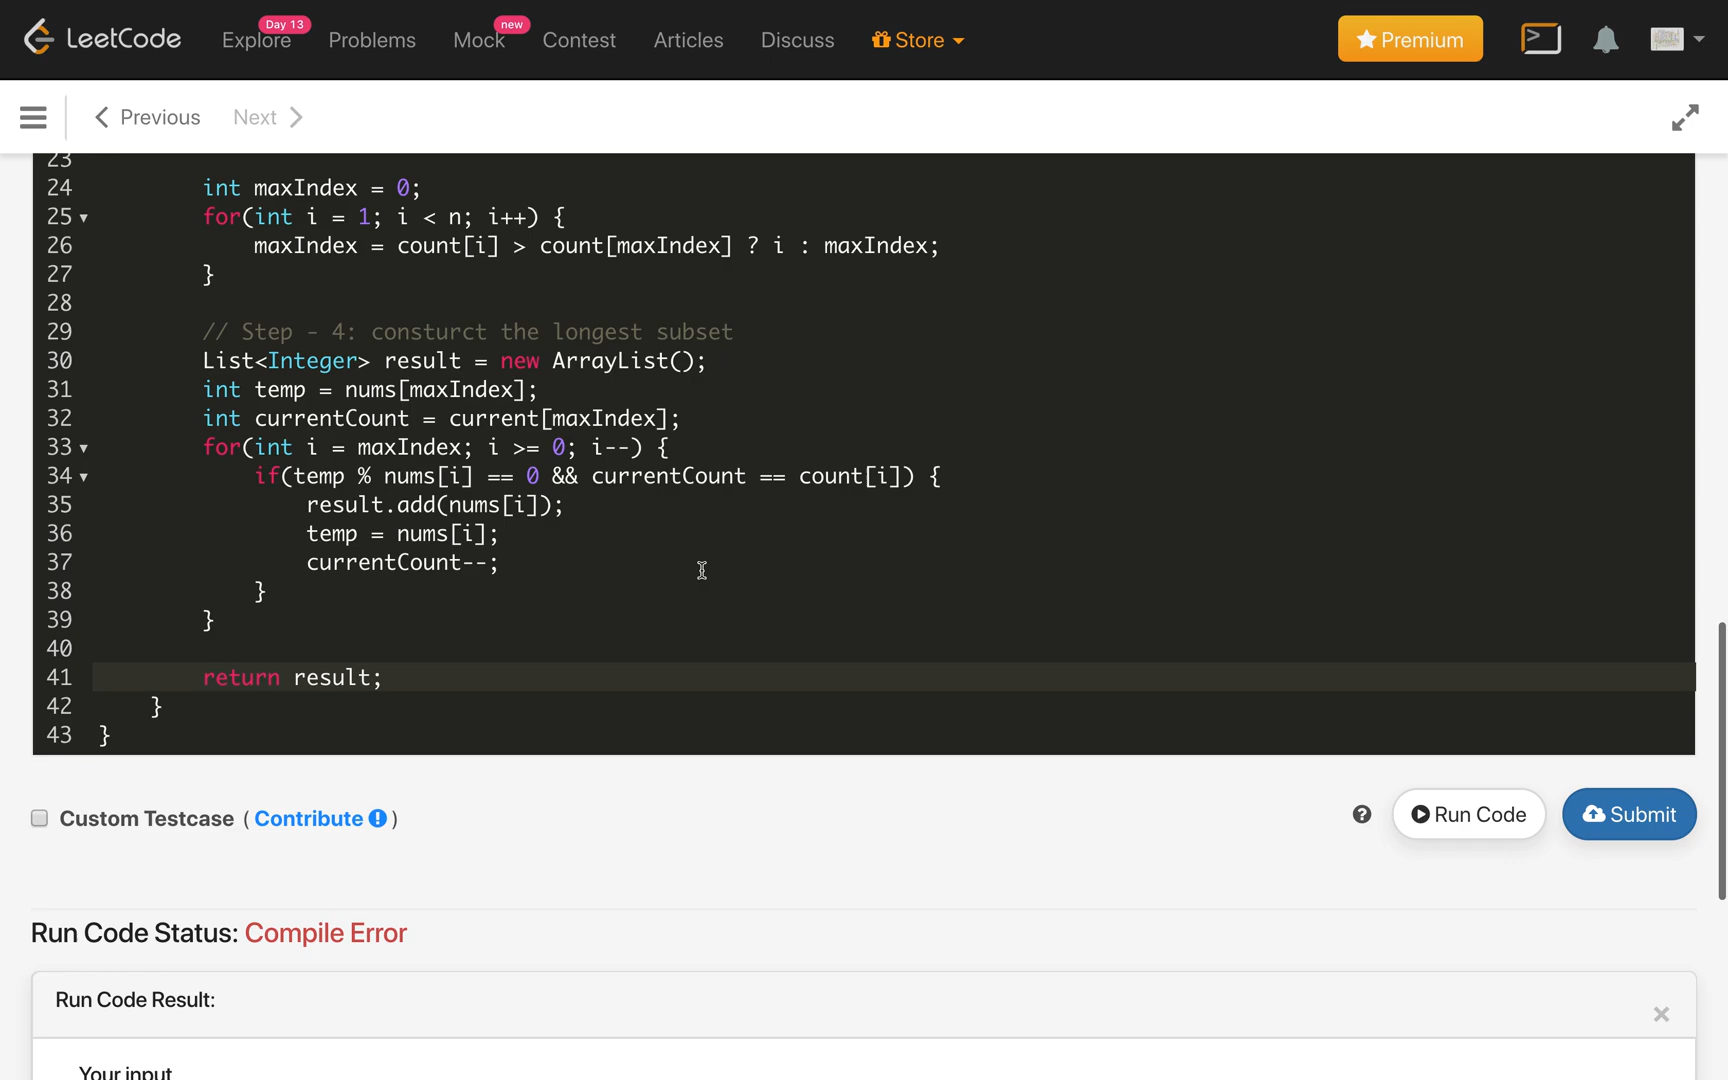 LeetCode Explore Day 13 Problems Mock new Contest Articles Discuss Store Premium
Previous Next
23
24 int maxIndex = 0;
25 for(int i = 1; i < n; i++) {
26 maxIndex = count[i] > count[maxIndex] ? i : maxIndex;
27 }
28
29 // Step - 4: consturct the longest subset
30 List<Integer> result = new ArrayList();
31 int temp = nums[maxIndex];
32 int currentCount = current[maxIndex];
33 for(int i = maxIndex; i >= 0; i--) {
34 if(temp % nums[i] == 0 && currentCount == count[i]) {
35 result.add(nums[i]);
36 temp = nums[i];
37 currentCount--;
38 }
39 }
40
41 return result;
42 }
43 }
Custom Testcase ( Contribute ! ) ? Run Code Submit
Run Code Status: Compile Error
Run Code Result: ×
Your input